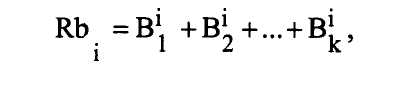 Rb_i = B_1^i + B_2^i + ... + B_k^i,